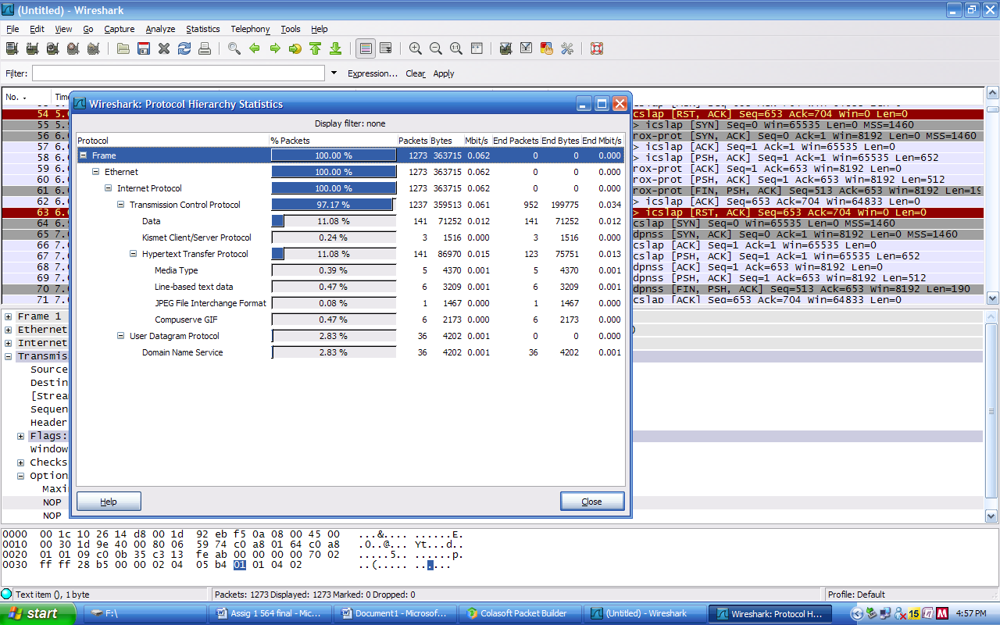 (Untitled) - Wireshark
File Edit View Go Capture Analyze Statistics Telephony Tools Help
Filter: Expression... Clear Apply
No. Tim
Wireshark: Protocol Hierarchy Statistics
Display filter: none
Protocol % Packets Packets Bytes Mbit/s End Packets End Bytes End Mbit/s
Frame 100.00 % 1273 363715 0.062 0 0 0.000
Ethernet 100.00 % 1273 363715 0.062 0 0 0.000
Internet Protocol 100.00 % 1273 363715 0.062 0 0 0.000
Transmission Control Protocol 97.17 % 1237 359513 0.061 952 199775 0.034
Data 11.08 % 141 71252 0.012 141 71252 0.012
Kismet Client/Server Protocol 0.24 % 3 1516 0.000 3 1516 0.000
Hypertext Transfer Protocol 11.08 % 141 86970 0.015 123 75751 0.013
Media Type 0.39 % 5 4370 0.001 5 4370 0.001
Line-based text data 0.47 % 6 3209 0.001 6 3209 0.001
JPEG File Interchange Format 0.08 % 1 1467 0.000 1 1467 0.000
Compuserve GIF 0.47 % 6 2173 0.000 6 2173 0.000
User Datagram Protocol 2.83 % 36 4202 0.001 0 0 0.000
Domain Name Service 2.83 % 36 4202 0.001 36 4202 0.001
Help Close
54 5. cslap [RST, ACK] Seq=653 Ack=704 Win=0 Len=0
55 5. > icslap [SYN] Seq=0 Win=65535 Len=0 MSS=1460
56 6. rox-prot [SYN, ACK] Seq=0 Ack=1 Win=8192 Len=0 MSS=1460
57 6. > icslap [ACK] Seq=1 Ack=1 Win=65535 Len=0
58 6. > icslap [PSH, ACK] Seq=1 Ack=1 Win=65535 Len=652
59 6. rox-prot [ACK] Seq=1 Ack=653 Win=8192 Len=0
60 6. rox-prot [PSH, ACK] Seq=1 Ack=653 Win=8192 Len=512
61 6. rox-prot [FIN, PSH, ACK] Seq=513 Ack=653 Win=8192 Len=19
62 6. > icslap [ACK] Seq=653 Ack=704 Win=64833 Len=0
63 6. > icslap [RST, ACK] Seq=653 Ack=704 Win=0 Len=0
64 6. cslap [SYN] Seq=0 Win=65535 Len=0 MSS=1460
65 7. dpnss [SYN, ACK] Seq=0 Ack=1 Win=8192 Len=0 MSS=1460
66 7. cslap [ACK] Seq=1 Ack=1 Win=65535 Len=0
67 7. cslap [PSH, ACK] Seq=1 Ack=1 Win=65535 Len=652
68 7. dpnss [ACK] Seq=1 Ack=653 Win=8192 Len=0
69 7. dpnss [PSH, ACK] Seq=1 Ack=653 Win=8192 Len=512
70 7. dpnss [FIN, PSH, ACK] Seq=513 Ack=653 Win=8192 Len=190
71 7. cslap [ACK] Seq=653 Ack=704 Win=64833 Len=0
Frame 1
Ethernet
Internet
Transmis
Source
Destin
[Strea
Sequen
Header
Flags:
Window
Checks
Option
Maxi
NOP
NOP
0000 00 1c 10 26 14 d8 00 1d 92 eb f5 0a 08 00 45 00 ...&.... ......E.
0010 00 30 1d 9e 40 00 80 06 59 74 c0 a8 01 64 c0 a8 .0..@... Yt...d..
0020 01 01 09 c0 0b 35 c3 13 fe ab 00 00 00 00 70 02 .....5.. ......p.
0030 ff ff 28 b5 00 00 02 04 05 b4 01 01 04 02 ..(..... ......
Text item (), 1 byte Packets: 1273 Displayed: 1273 Marked: 0 Dropped: 0 Profile: Default
start F:\ Assig 1 564 final - Mic... Document1 - Microsof... Colasoft Packet Builder (Untitled) - Wireshark Wireshark: Protocol H... 15 4:57 PM